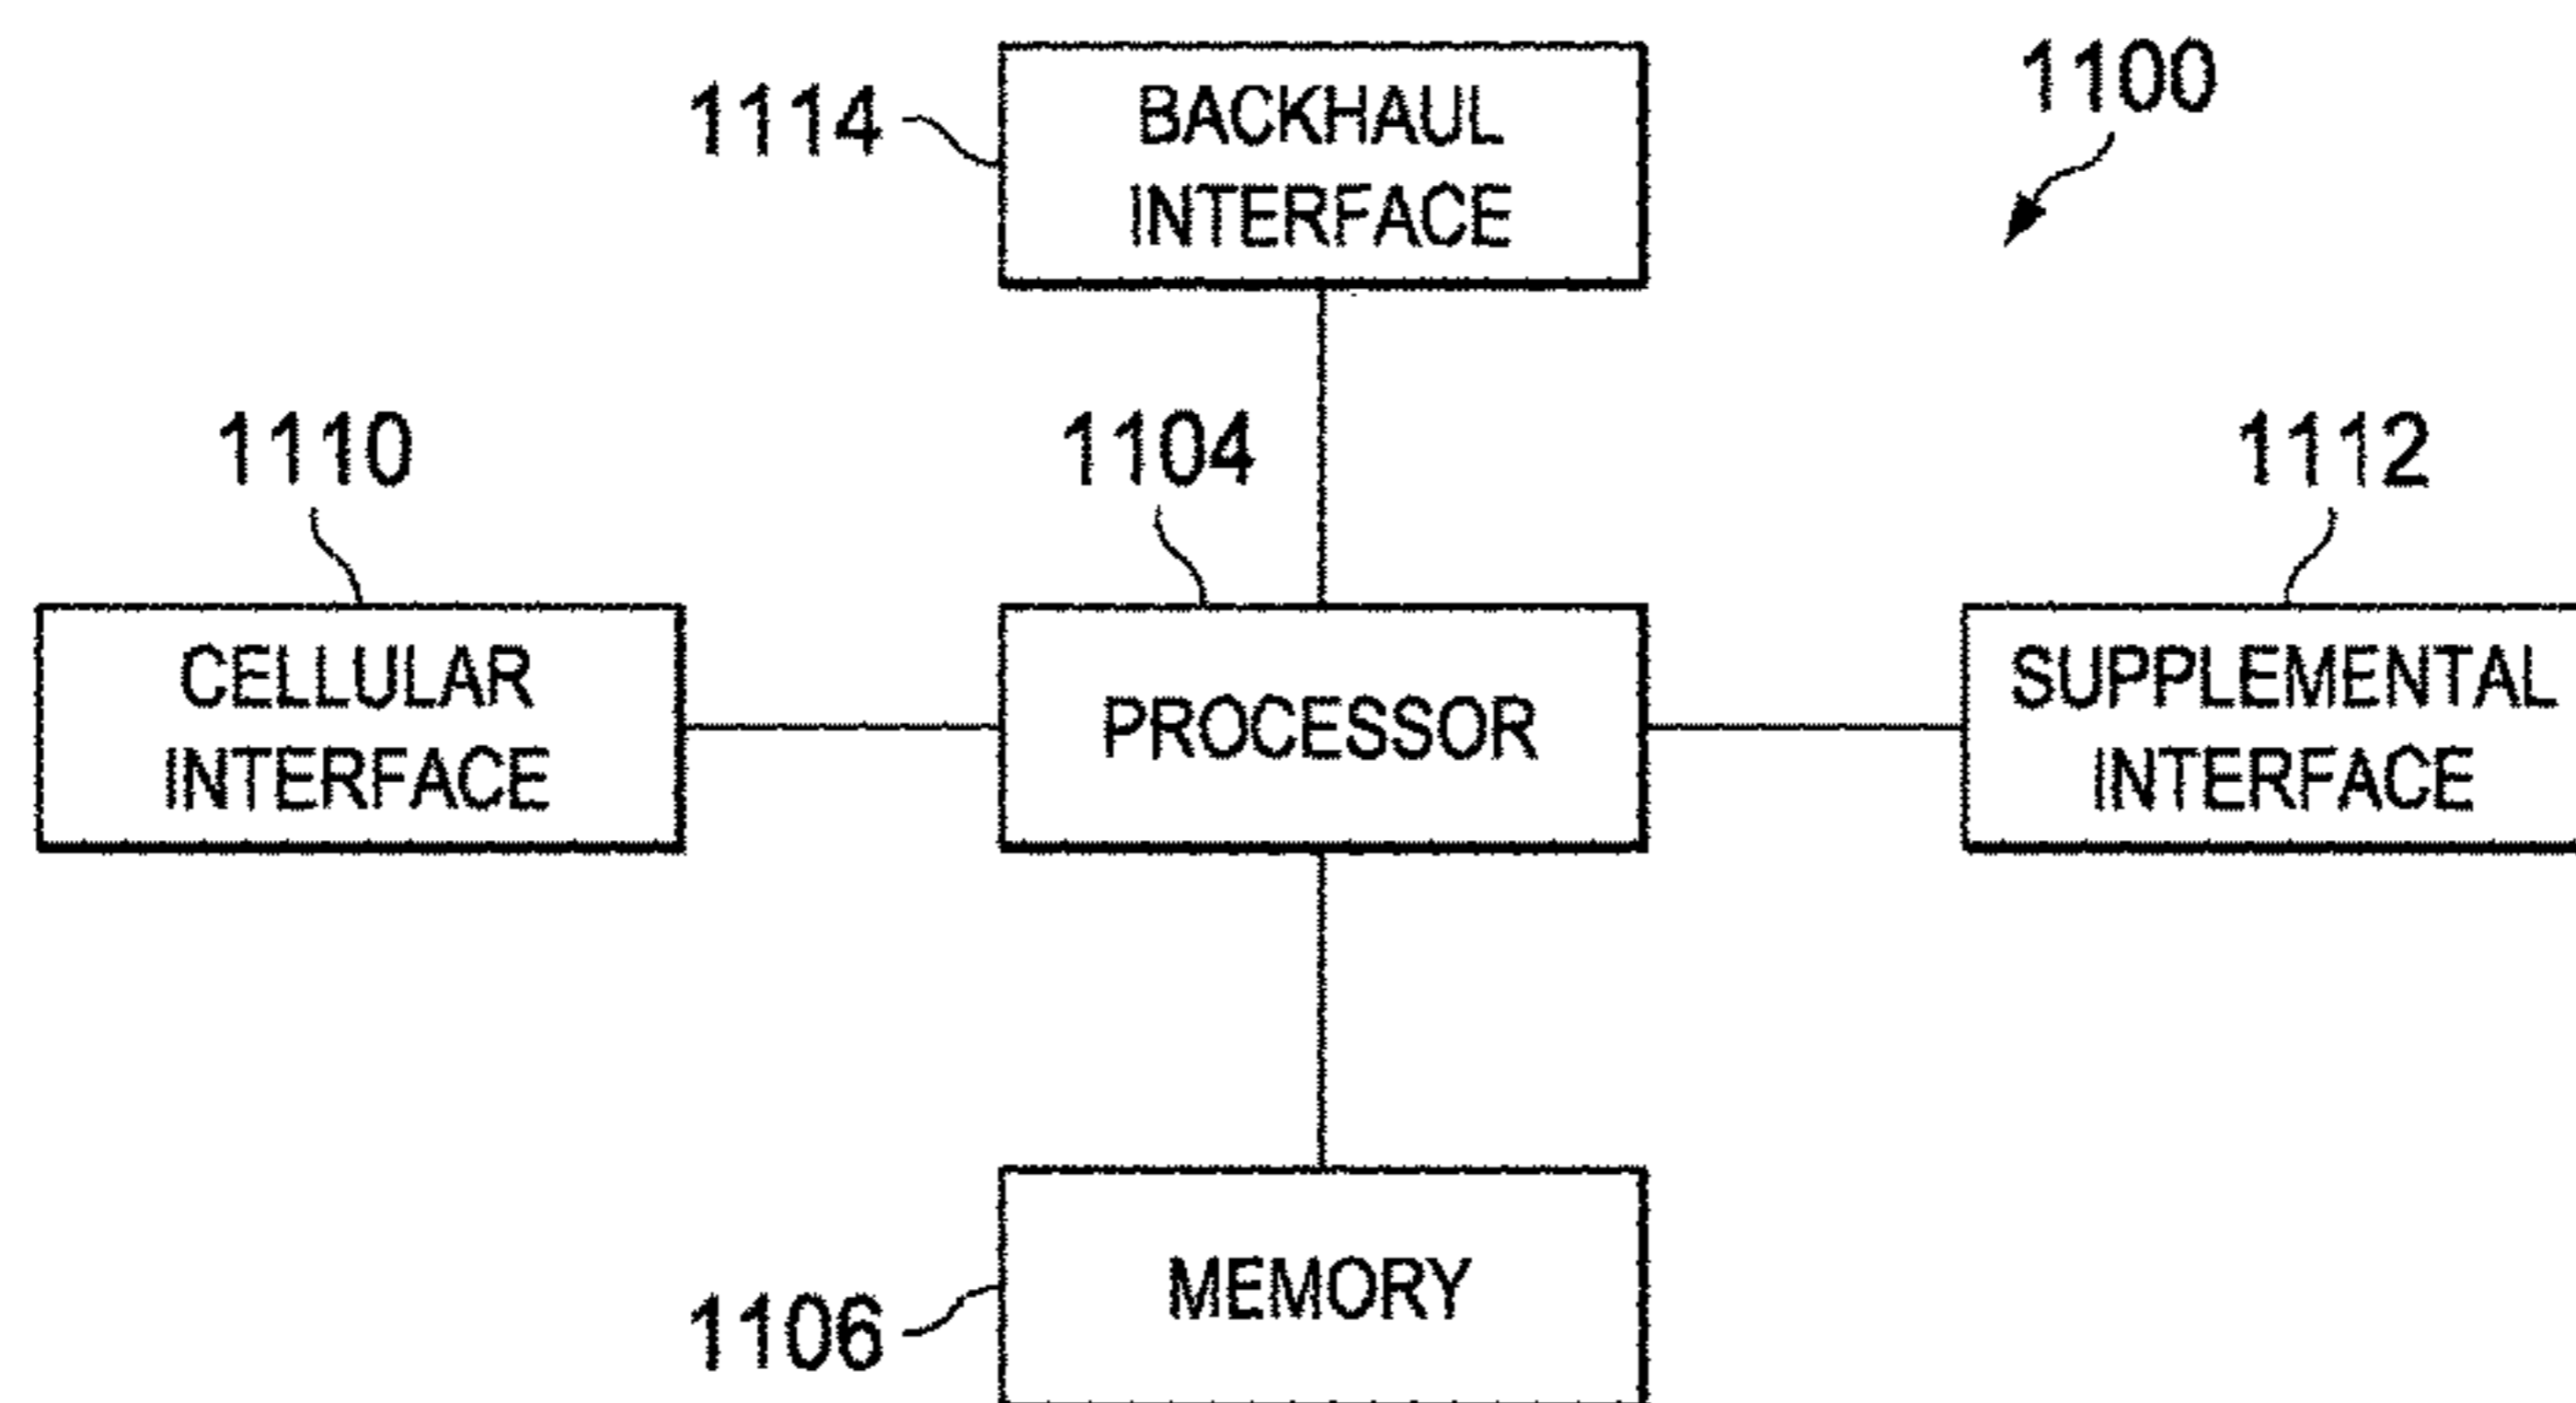 1100
1114
BACKHAUL
INTERFACE
1110
1104
1112
CELLULAR
INTERFACE
PROCESSOR
SUPPLEMENTAL
INTERFACE
1106
MEMORY